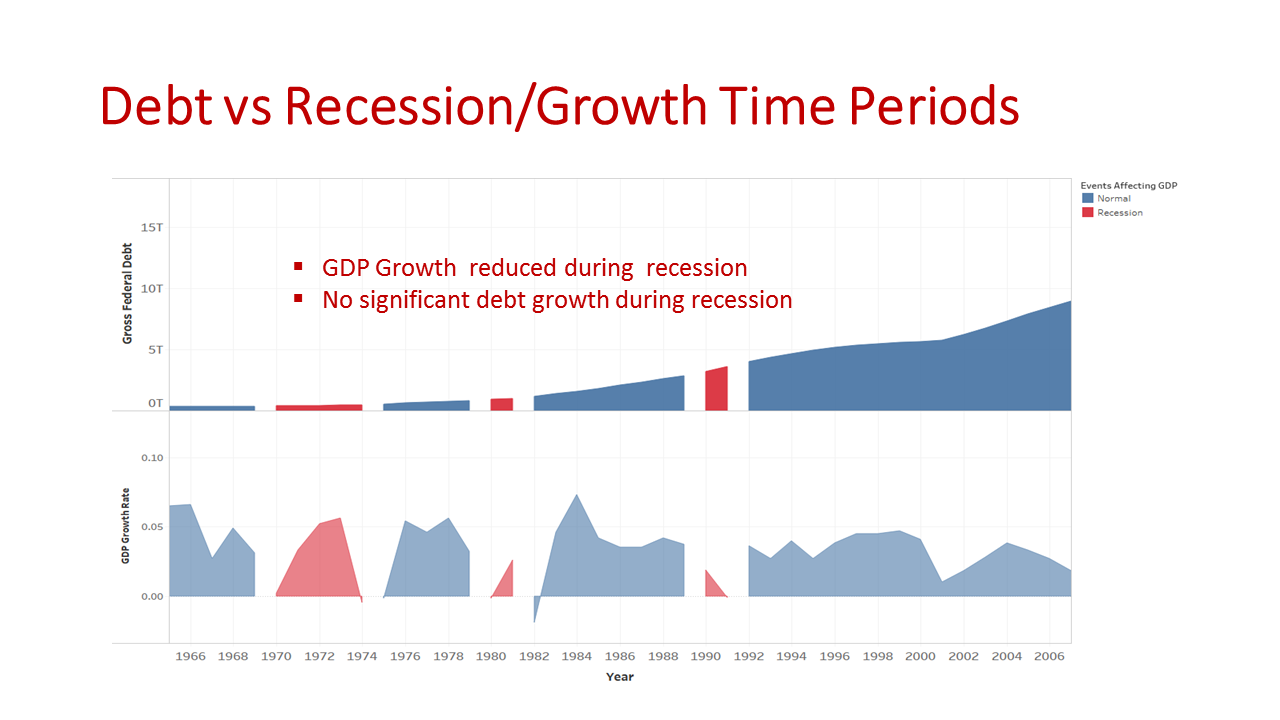 Debt vs Recession/Growth Time Periods
Events Affecting GDP
Normal
Recession
Gross Federal Debt
15T
10T
5T
0T
▪ GDP Growth reduced during recession
▪ No significant debt growth during recession
GDP Growth Rate
0.10
0.05
0.00
1966 1968 1970 1972 1974 1976 1978 1980 1982 1984 1986 1988 1990 1992 1994 1996 1998 2000 2002 2004 2006
Year